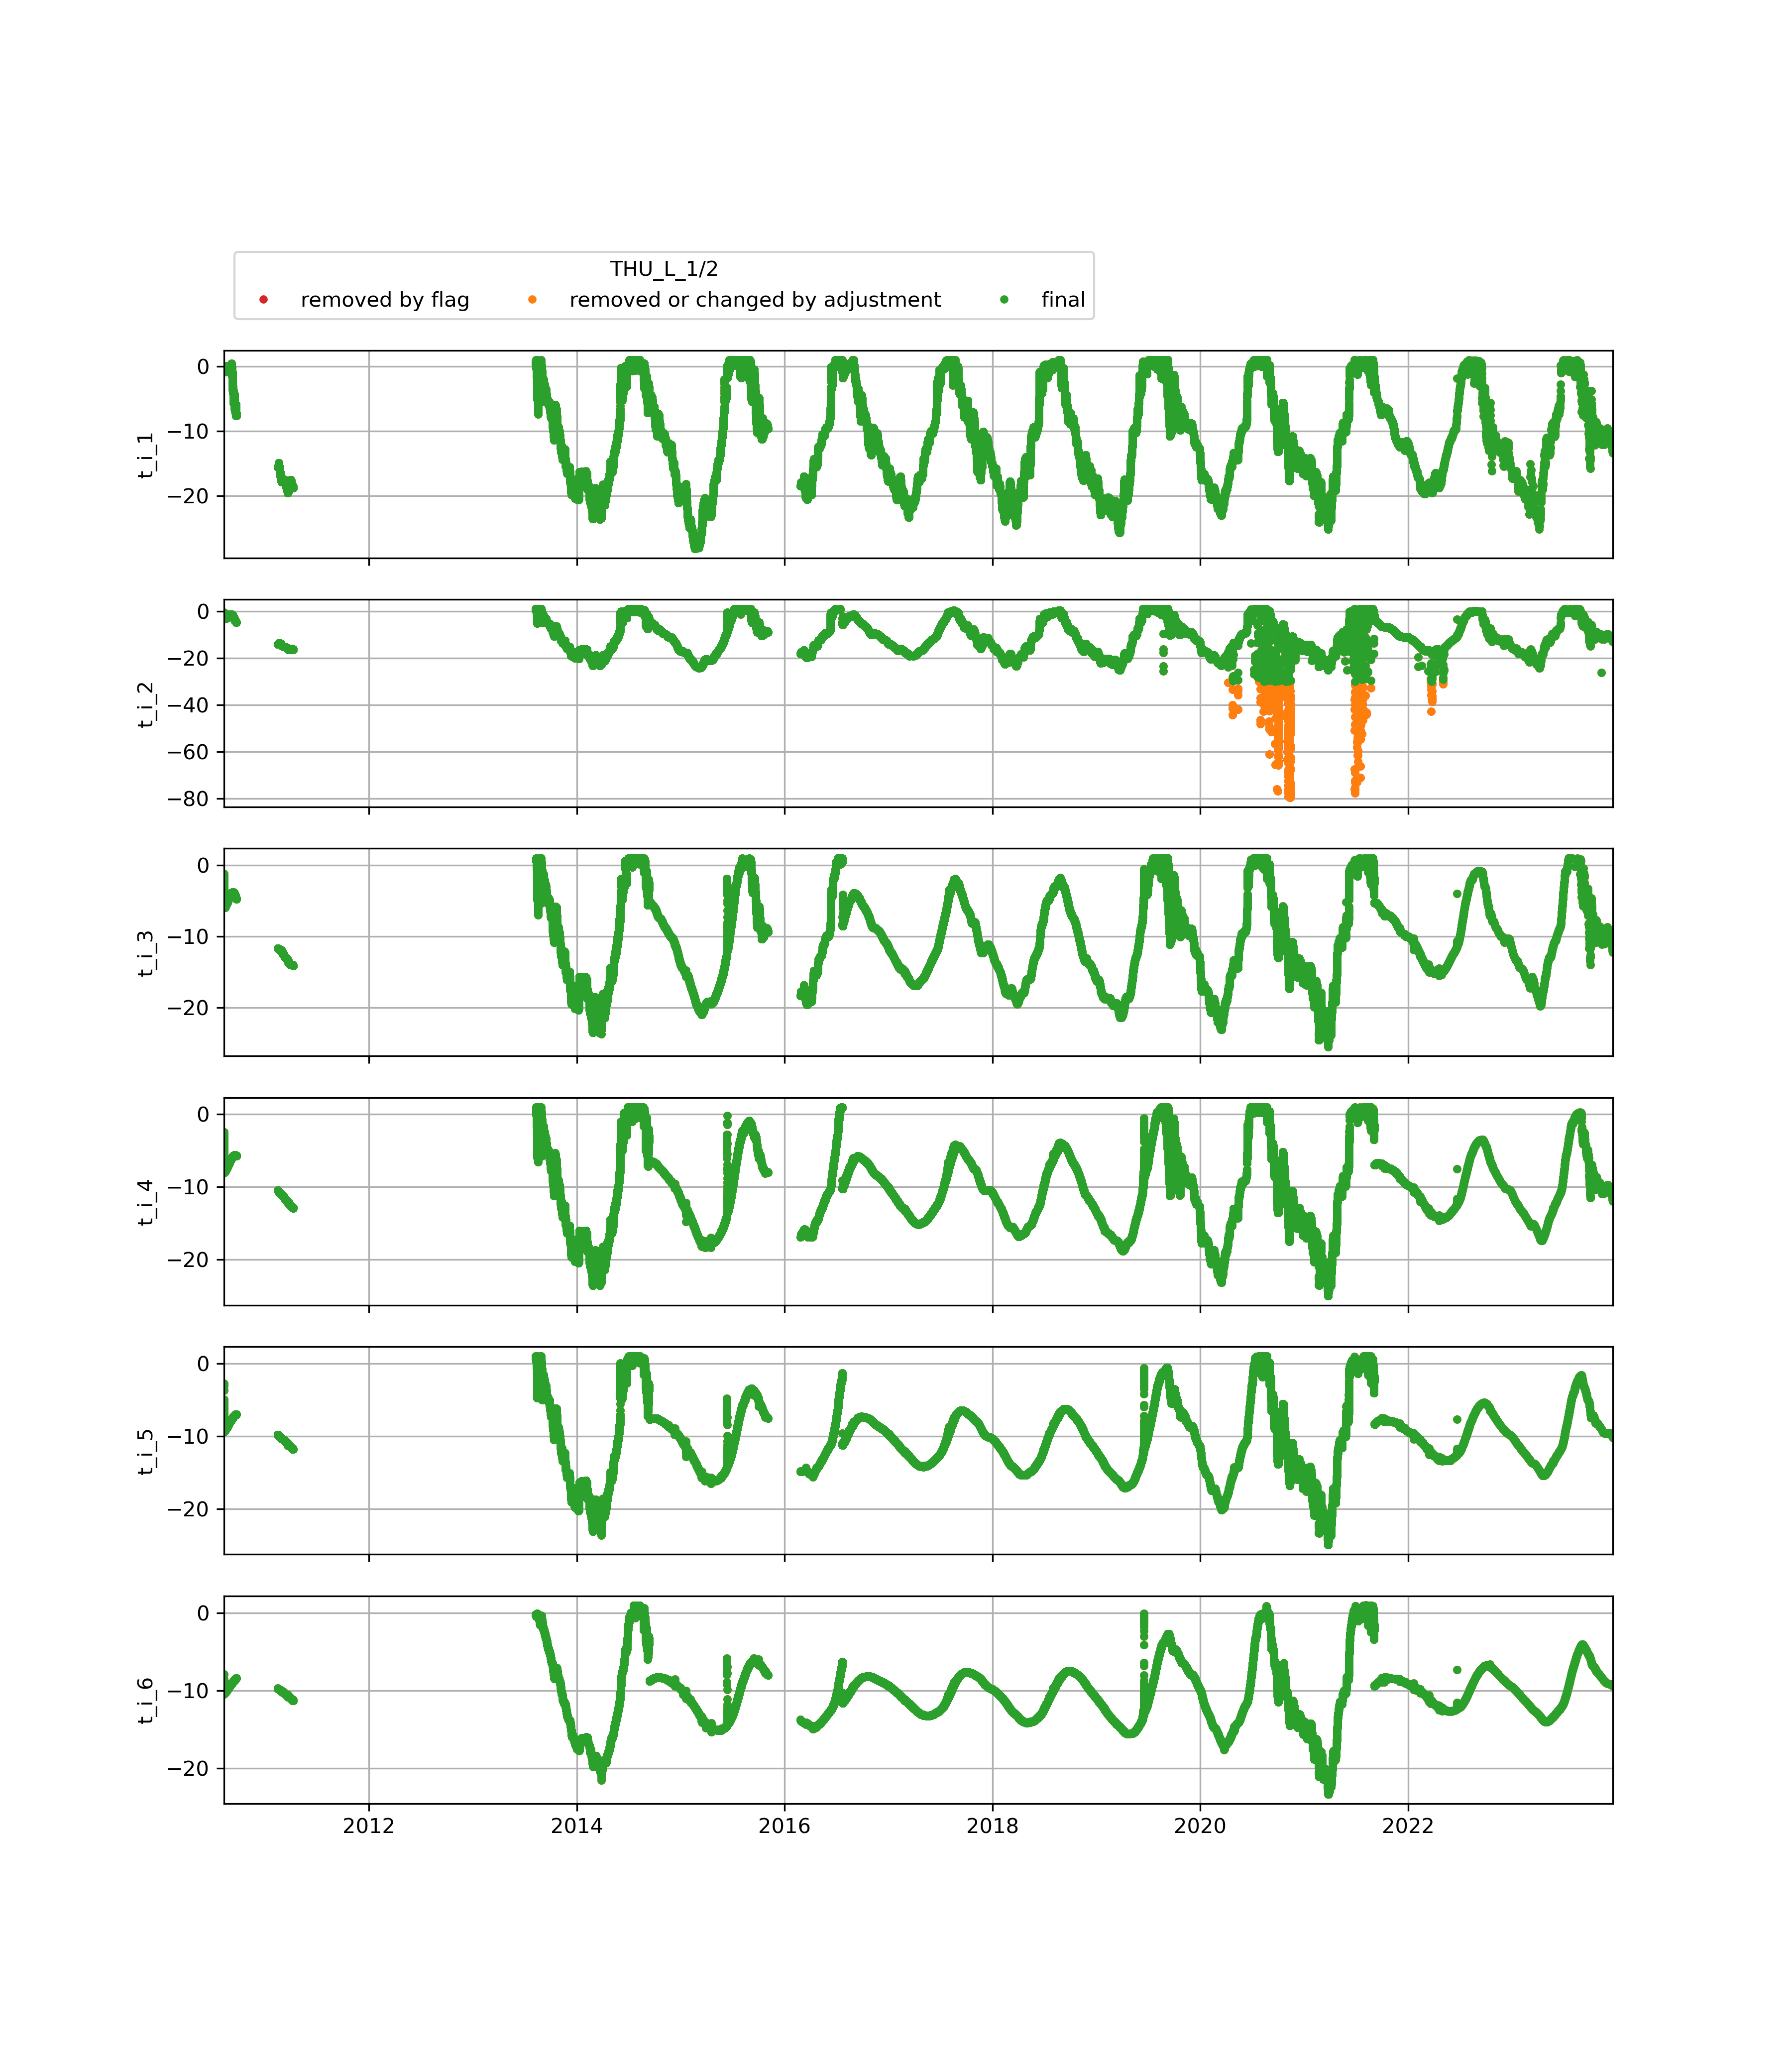 THU_L_1/2
removed by flag removed or changed by adjustment final
0
−10
−20
t_i_1
0
−20
−40
−60
−80
t_i_2
0
−10
−20
t_i_3
0
−10
−20
t_i_4
0
−10
−20
t_i_5
0
−10
−20
t_i_6
2012 2014 2016 2018 2020 2022